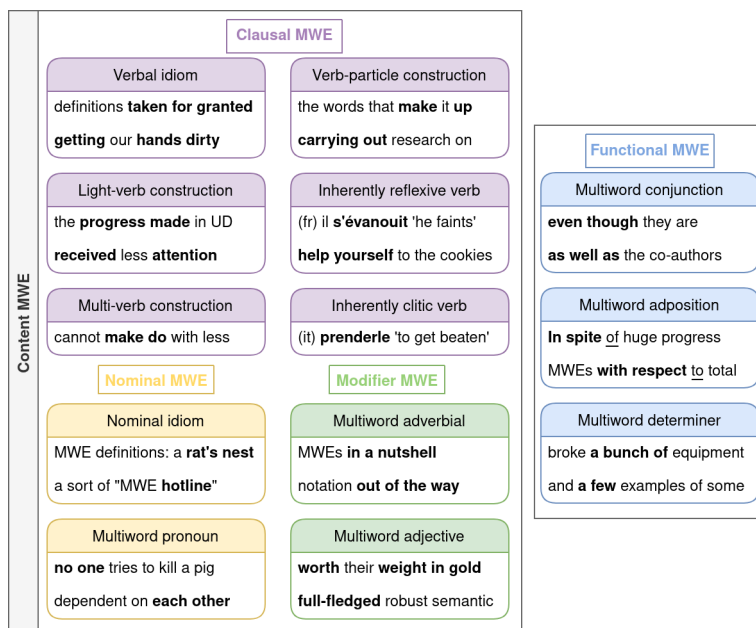 Content MWE
Clausal MWE
Verbal idiom
definitions taken for granted
getting our hands dirty
Verb-particle construction
the words that make it up
carrying out research on
Light-verb construction
the progress made in UD
received less attention
Inherently reflexive verb
(fr) il s'évanouit 'he faints'
help yourself to the cookies
Multi-verb construction
cannot make do with less
Inherently clitic verb
(it) prenderle 'to get beaten'
Nominal MWE
Nominal idiom
MWE definitions: a rat's nest
a sort of "MWE hotline"
Multiword pronoun
no one tries to kill a pig
dependent on each other
Modifier MWE
Multiword adverbial
MWEs in a nutshell
notation out of the way
Multiword adjective
worth their weight in gold
full-fledged robust semantic
Functional MWE
Multiword conjunction
even though they are
as well as the co-authors
Multiword adposition
In spite of huge progress
MWEs with respect to total
Multiword determiner
broke a bunch of equipment
and a few examples of some